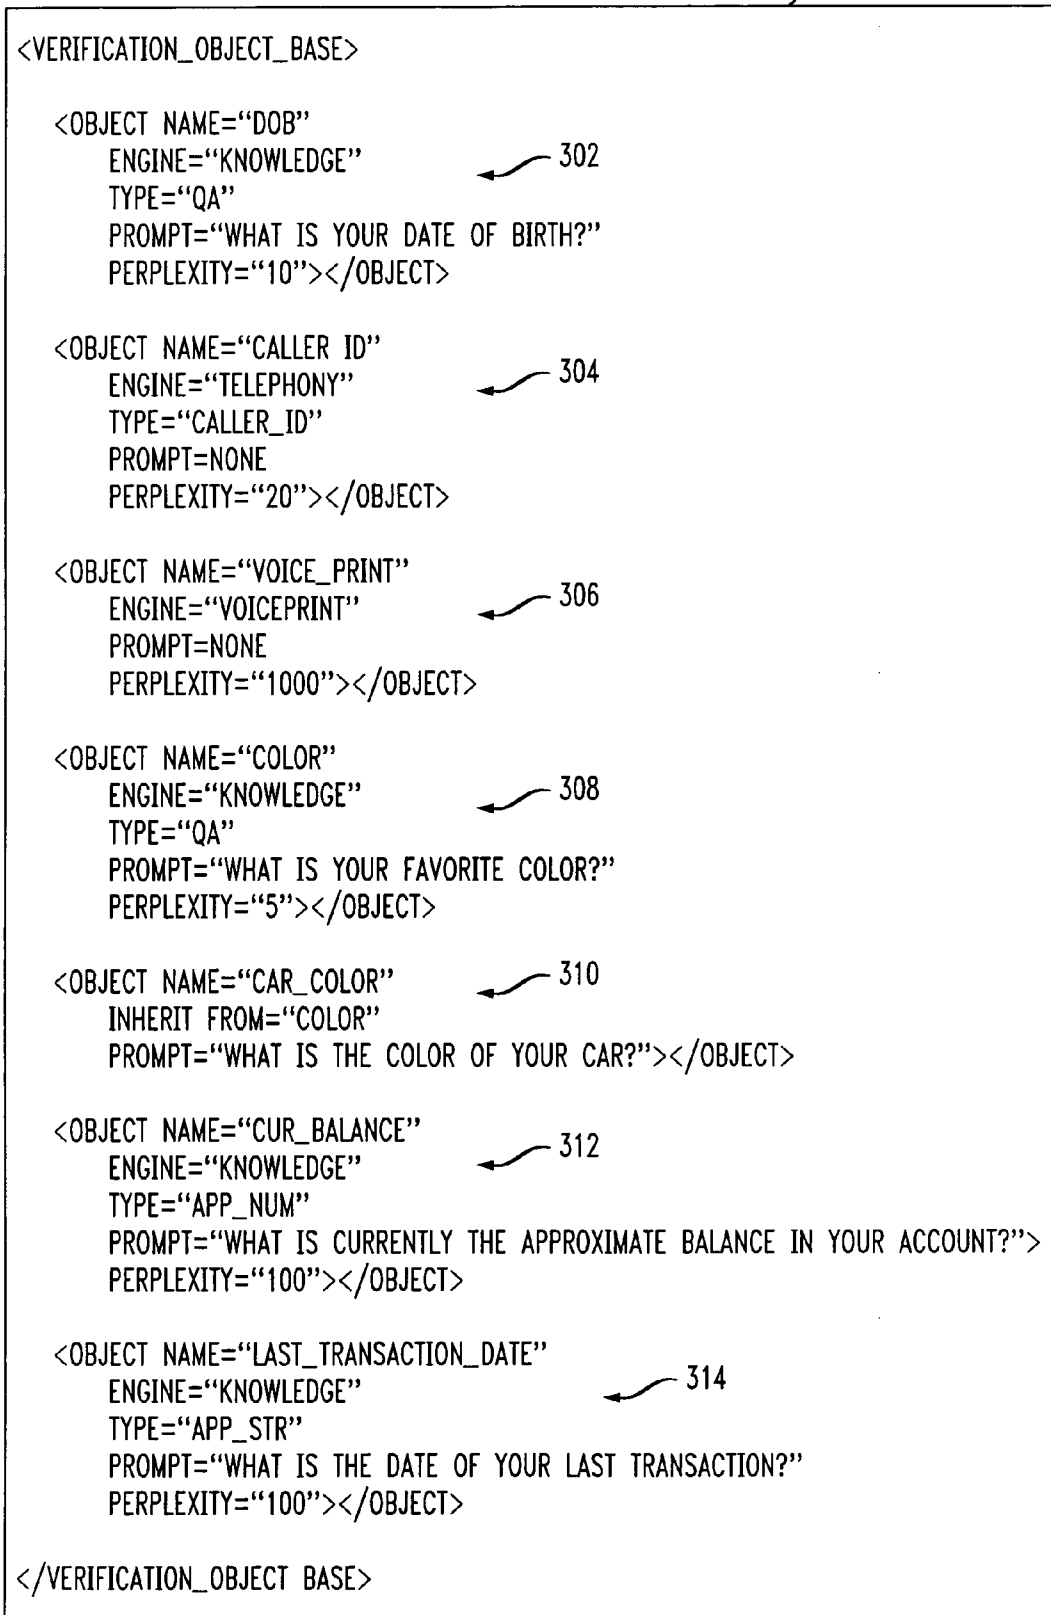 <VERIFICATION_OBJECT_BASE>
<OBJECT NAME="DOB"
ENGINE="KNOWLEDGE" 302
TYPE="QA"
PROMPT="WHAT IS YOUR DATE OF BIRTH?"
PERPLEXITY="10"></OBJECT>
<OBJECT NAME="CALLER ID"
ENGINE="TELEPHONY" 304
TYPE="CALLER_ID"
PROMPT=NONE
PERPLEXITY="20"></OBJECT>
<OBJECT NAME="VOICE_PRINT"
ENGINE="VOICEPRINT" 306
PROMPT=NONE
PERPLEXITY="1000"></OBJECT>
<OBJECT NAME="COLOR"
ENGINE="KNOWLEDGE" 308
TYPE="QA"
PROMPT="WHAT IS YOUR FAVORITE COLOR?"
PERPLEXITY="5"></OBJECT>
<OBJECT NAME="CAR_COLOR" 310
INHERIT FROM="COLOR"
PROMPT="WHAT IS THE COLOR OF YOUR CAR?"></OBJECT>
<OBJECT NAME="CUR_BALANCE"
ENGINE="KNOWLEDGE" 312
TYPE="APP_NUM"
PROMPT="WHAT IS CURRENTLY THE APPROXIMATE BALANCE IN YOUR ACCOUNT?">
PERPLEXITY="100"></OBJECT>
<OBJECT NAME="LAST_TRANSACTION_DATE"
ENGINE="KNOWLEDGE" 314
TYPE="APP_STR"
PROMPT="WHAT IS THE DATE OF YOUR LAST TRANSACTION?"
PERPLEXITY="100"></OBJECT>
</VERIFICATION_OBJECT BASE>